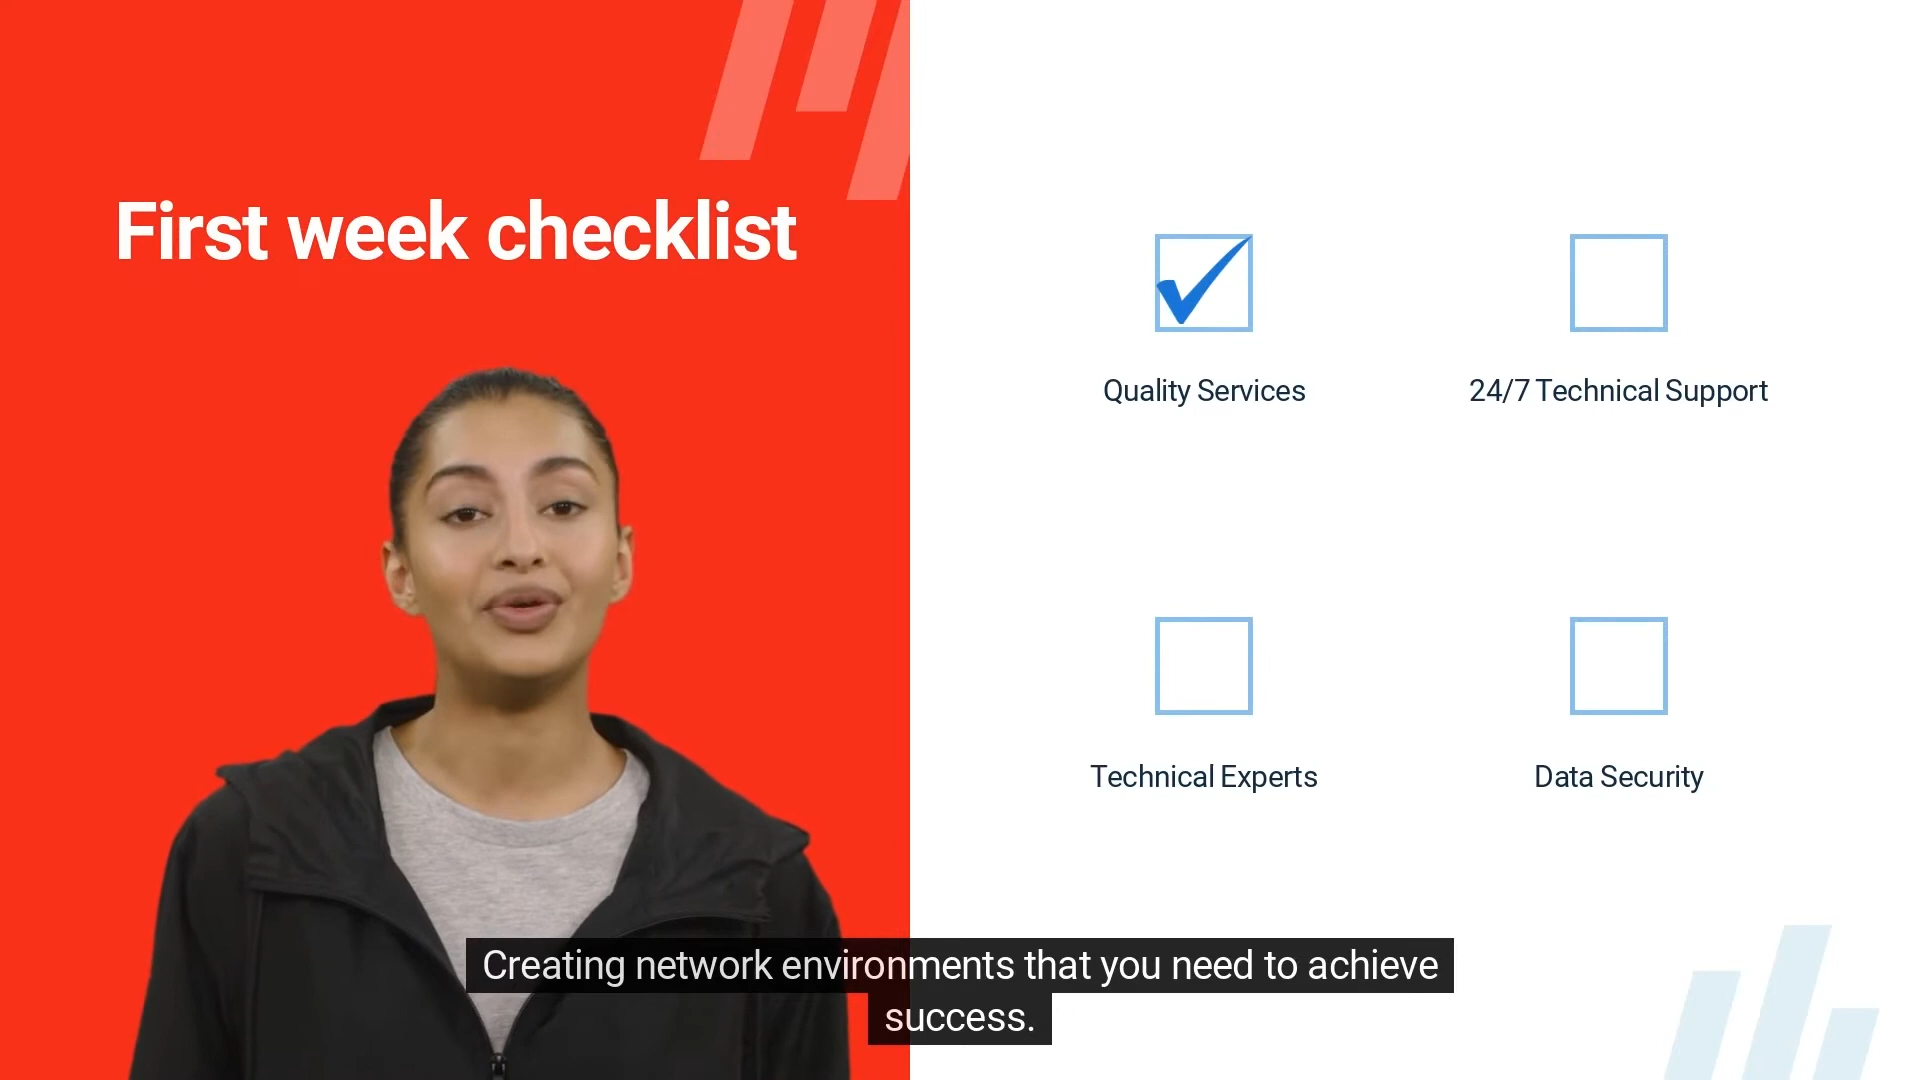 First week checklist
Quality Services
24/7 Technical Support
Technical Experts
Data Security
Creating network environments that you need to achieve
success.